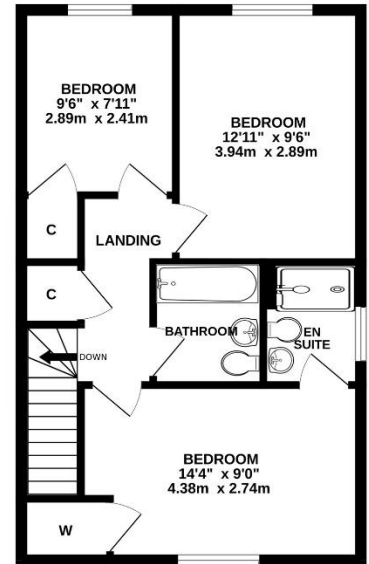 BEDROOM
9'6" x 7'11"
2.89m x 2.41m
BEDROOM
12'11" x 9'6"
3.94m x 2.89m
C
LANDING
C
BATHROOM
EN
SUITE
DOWN
BEDROOM
14'4" x 9'0"
4.38m x 2.74m
W